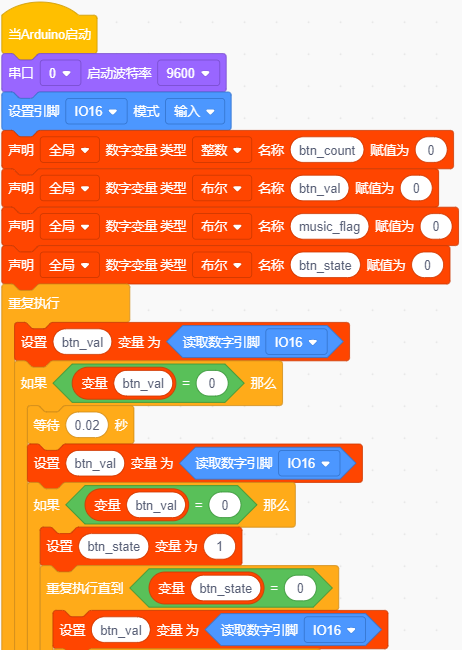 当Arduino启动
串口 0 启动波特率 9600
设置引脚 IO16 模式 输入
声明 全局 数字变量 类型 整数 名称 btn_count 赋值为 0
声明 全局 数字变量 类型 布尔 名称 btn_val 赋值为 0
声明 全局 数字变量 类型 布尔 名称 music_flag 赋值为 0
声明 全局 数字变量 类型 布尔 名称 btn_state 赋值为 0
重复执行
设置 btn_val 变量 为 读取数字引脚 IO16
如果 变量 btn_val = 0 那么
等待 0.02 秒
设置 btn_val 变量 为 读取数字引脚 IO16
如果 变量 btn_val = 0 那么
设置 btn_state 变量 为 1
重复执行直到 变量 btn_state = 0
设置 btn_val 变量 为 读取数字引脚 IO16